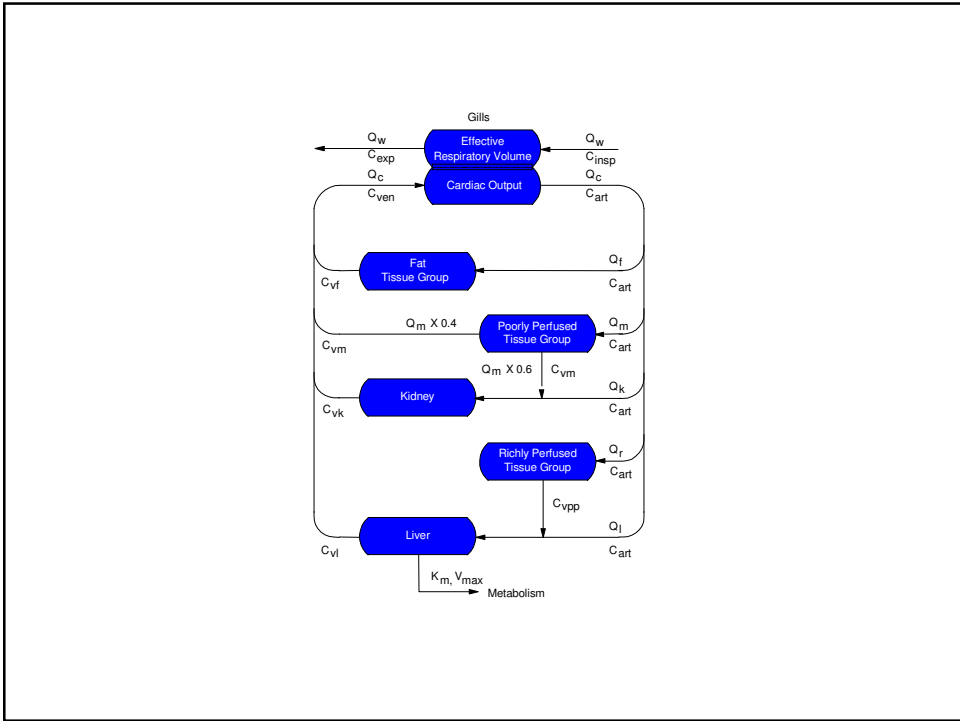 Gills
Q_w
Effective
Q_w
C_exp
Respiratory Volume
C_insp
Q_c
Cardiac Output
Q_c
C_ven
C_art
Fat
Q_f
Tissue Group
C_vf
C_art
Q_m X 0.4
Poorly Perfused
Q_m
Tissue Group
C_vm
C_art
Q_m X 0.6
C_vm
Q_k
Kidney
C_vk
C_art
Richly Perfused
Q_r
Tissue Group
C_art
C_vpp
Liver
Q_l
C_vl
C_art
K_m, V_max
Metabolism